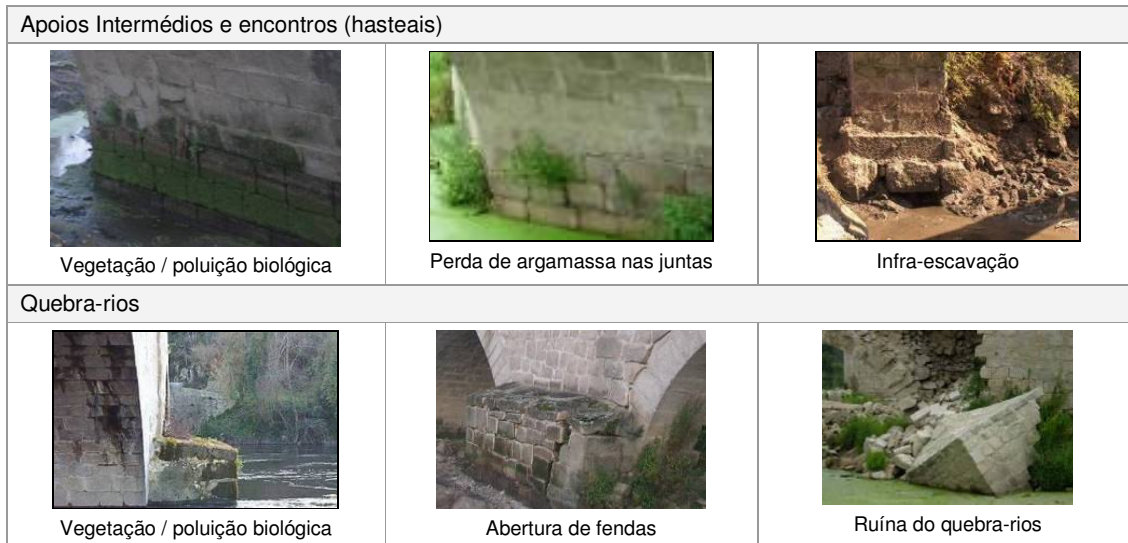 Apoios Intermédios e encontros (hasteais)
Vegetação / poluição biológica
Perda de argamassa nas juntas
Infra-escavação
Quebra-rios
Vegetação / poluição biológica
Abertura de fendas
Ruína do quebra-rios